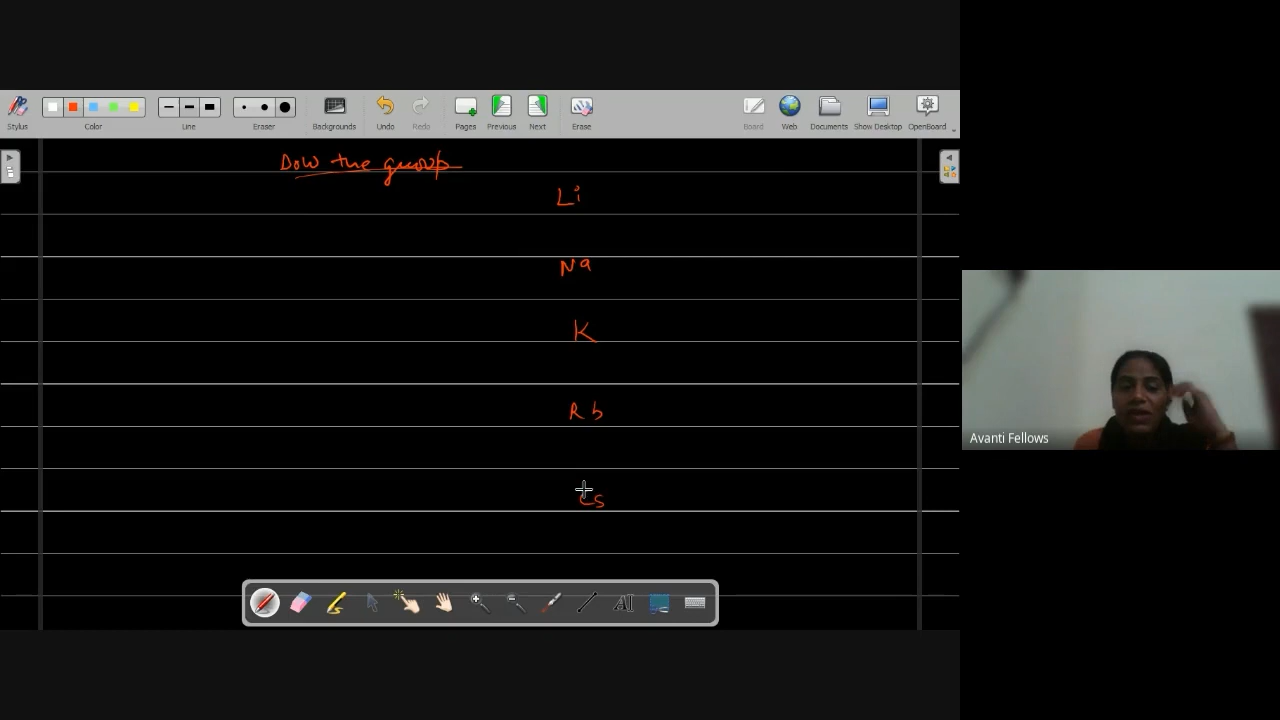 Stylus
Color
Line
Eraser
Backgrounds
Undo
Redo
Pages
Previous
Next
Erase
Board
Web
Documents
Show Desktop
OpenBoard
Dow the group
Li
Na
K
Rb
Cs
Avanti Fellows
AI